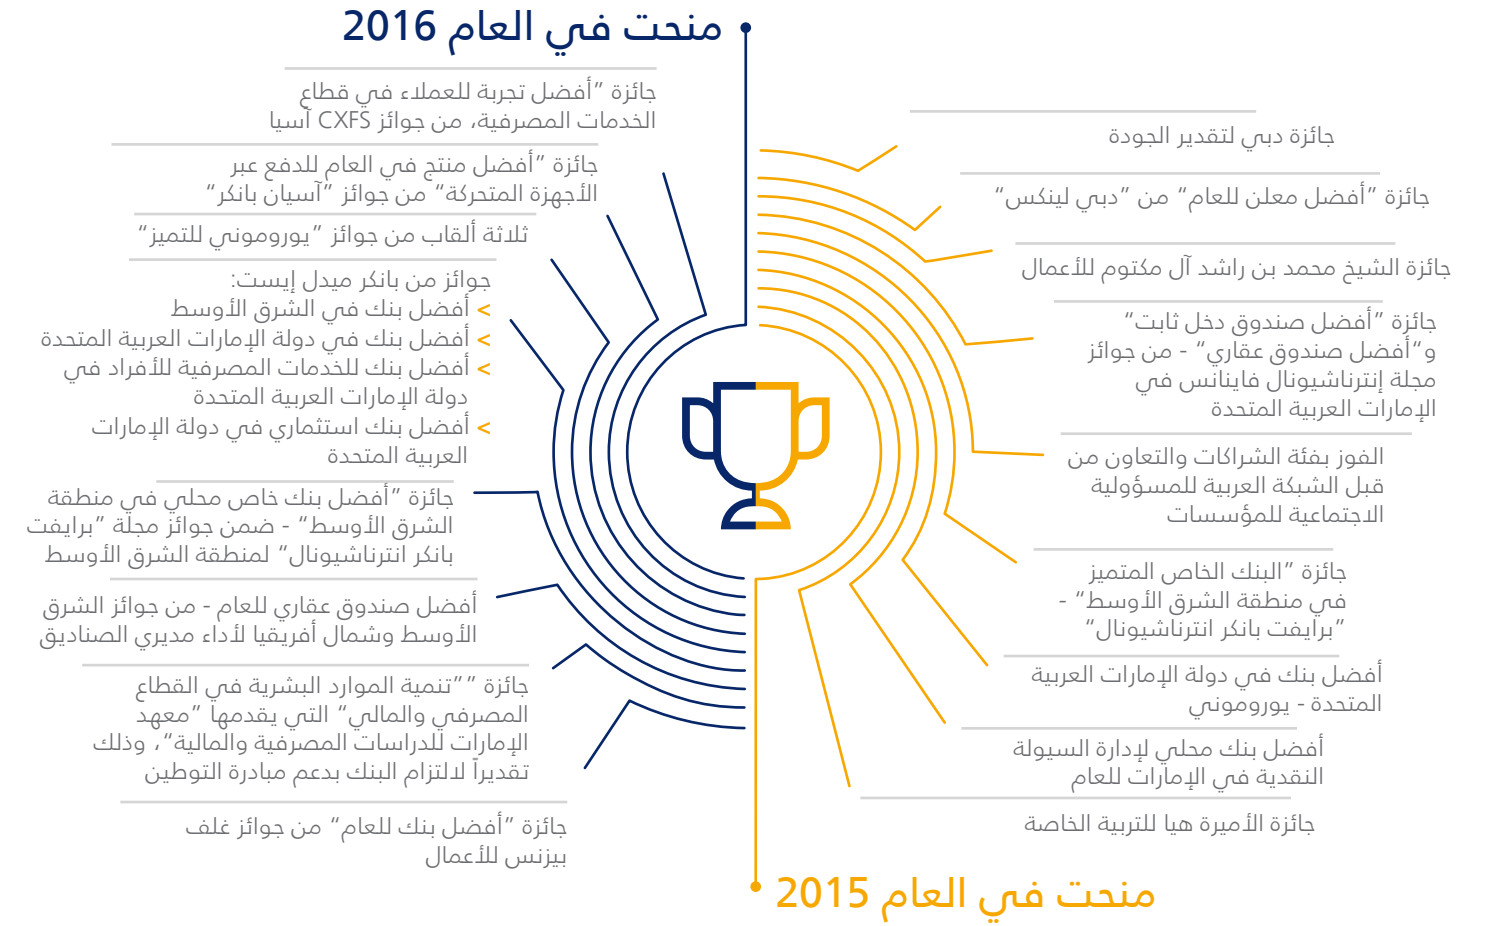 منحت في العام 2016
جائزة ”أفضل تجربة للعملاء في قطاع
الخدمات المصرفية، من جوائز CXFS آسيا
جائزة ”أفضل منتج في العام للدفع عبر
الأجهزة المتحركة“ من جوائز ”آسيان بانكر“
ثلاثة ألقاب من جوائز ”يوروموني للتميز“
جوائز من بانكر ميدل إيست:
> أفضل بنك في الشرق الأوسط
> أفضل بنك في دولة الإمارات العربية المتحدة
> أفضل بنك للخدمات المصرفية للأفراد في
دولة الإمارات العربية المتحدة
> أفضل بنك استثماري في دولة الإمارات
العربية المتحدة
جائزة ”أفضل بنك خاص محلي في منطقة
الشرق الأوسط“ - ضمن جوائز مجلة ”برايفت
بانكر انترناشيونال“ لمنطقة الشرق الأوسط
أفضل صندوق عقاري للعام - من جوائز الشرق
الأوسط وشمال أفريقيا لأداء مديري الصناديق
جائزة ””تنمية الموارد البشرية في القطاع
المصرفي والمالي“ التي يقدمها ”معهد
الإمارات للدراسات المصرفية والمالية“، وذلك
تقديراً لالتزام البنك بدعم مبادرة التوطين
جائزة ”أفضل بنك للعام“ من جوائز غلف
بيزنس للأعمال
جائزة دبي لتقدير الجودة
جائزة ”أفضل معلن للعام“ من ”دبي لينكس“
جائزة الشيخ محمد بن راشد آل مكتوم للأعمال
جائزة ”أفضل صندوق دخل ثابت“
و“أفضل صندوق عقاري“ - من جوائز
مجلة إنترناشيونال فاينانس في
الإمارات العربية المتحدة
الفوز بفئة الشراكات والتعاون من
قبل الشبكة العربية للمسؤولية
الاجتماعية للمؤسسات
جائزة ”البنك الخاص المتميز
في منطقة الشرق الأوسط“ -
”برايفت بانكر انترناشيونال“
أفضل بنك في دولة الإمارات العربية
المتحدة - يوروموني
أفضل بنك محلي لإدارة السيولة
النقدية في الإمارات للعام
جائزة الأميرة هيا للتربية الخاصة
منحت في العام 2015